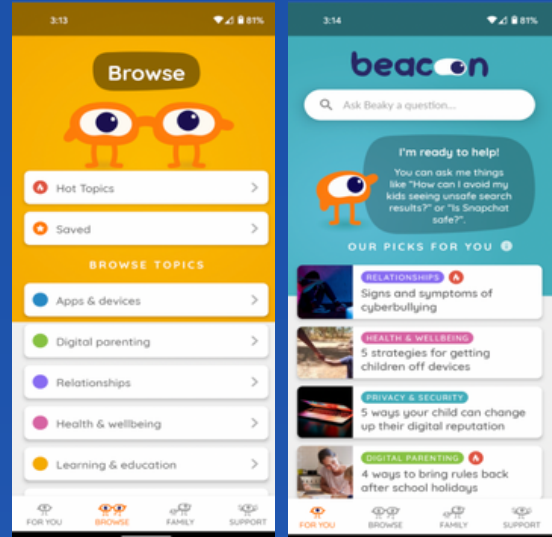 3:13
81%
Browse
Hot Topics
Saved
BROWSE TOPICS
Apps & devices
Digital parenting
Relationships
Health & wellbeing
Learning & education
FOR YOU
BROWSE
FAMILY
SUPPORT
3:14
81%
beacon
Ask Beaky a question...
I'm ready to help!
You can ask me things
like "How can I avoid my
kids seeing unsafe search
results?" or "Is Snapchat
safe?".
OUR PICKS FOR YOU
RELATIONSHIPS
Signs and symptoms of
cyberbullying
HEALTH & WELLBEING
5 strategies for getting
children off devices
PRIVACY & SECURITY
5 ways your child can change
up their digital reputation
DIGITAL PARENTING
4 ways to bring rules back
after school holidays
FOR YOU
BROWSE
FAMILY
SUPPORT